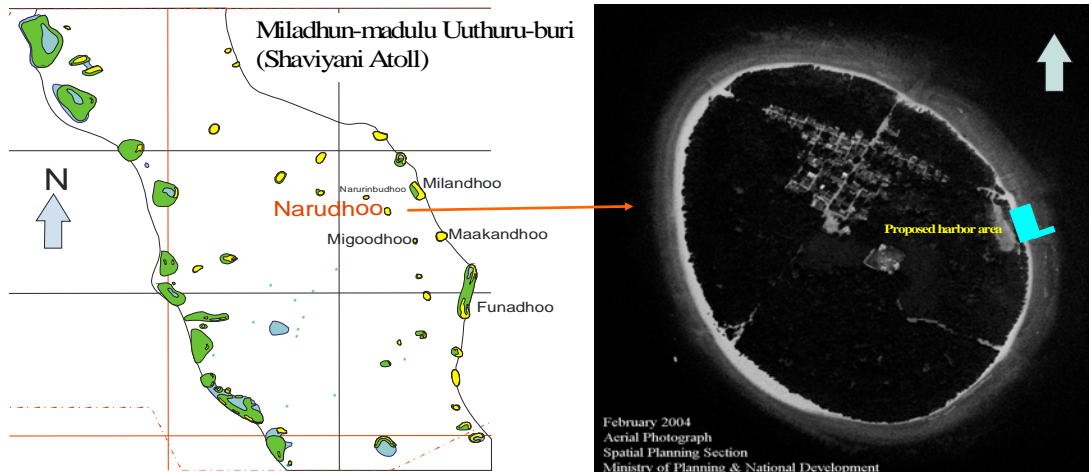 Miladhun-madulu Uuthuru-buri
(Shaviyani Atoll)
N
Narurinbudhoo
Milandhoo
Narudhoo
Migoodhoo
Maakandhoo
Funadhoo
Proposed harbor area
February 2004
Aerial Photograph
Spatial Planning Section
Ministry of Planning & National Development